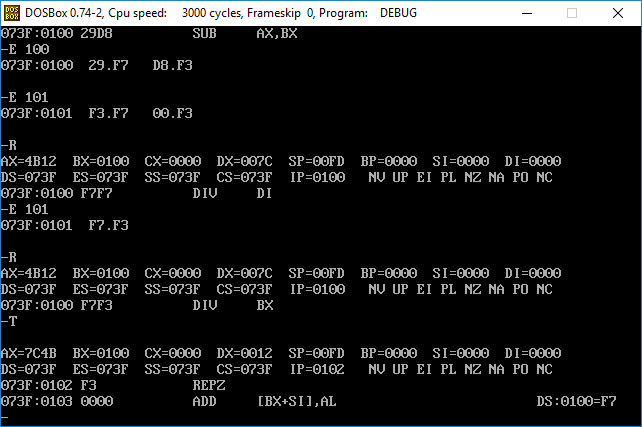 DOSBox 0.74-2, Cpu speed:    3000 cycles, Frameskip  0, Program:    DEBUG
073F:0100 29D8          SUB     AX,BX
-E 100
073F:0100  29.F7   D8.F3
-E 101
073F:0101  F3.F7   00.F3
-R
AX=4B12  BX=0100  CX=0000  DX=007C  SP=00FD  BP=0000  SI=0000  DI=0000
DS=073F  ES=073F  SS=073F  CS=073F  IP=0100   NV UP EI PL NZ NA PO NC
073F:0100 F7F7          DIV     DI
-E 101
073F:0101  F7.F3
-R
AX=4B12  BX=0100  CX=0000  DX=007C  SP=00FD  BP=0000  SI=0000  DI=0000
DS=073F  ES=073F  SS=073F  CS=073F  IP=0100   NV UP EI PL NZ NA PO NC
073F:0100 F7F3          DIV     BX
-T
AX=7C4B  BX=0100  CX=0000  DX=0012  SP=00FD  BP=0000  SI=0000  DI=0000
DS=073F  ES=073F  SS=073F  CS=073F  IP=0102   NV UP EI PL NZ NA PO NC
073F:0102 F3            REPZ
073F:0103 0000          ADD     [BX+SI],AL                         DS:0100=F7
-